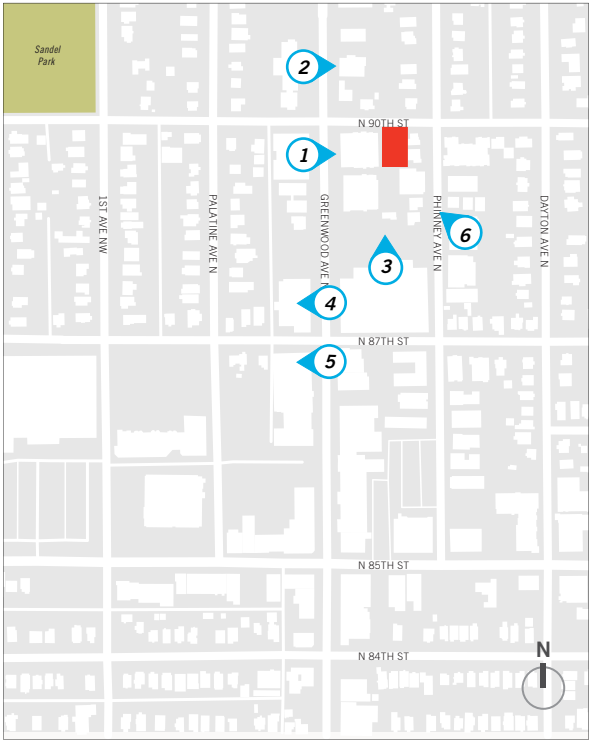 Sandel
Park
2
N 90TH ST
1
1ST AVE NW
PALATINE AVE N
GREENWOOD AVE N
PHINNEY AVE N
DAYTON AVE N
6
3
4
N 87TH ST
5
N 85TH ST
N 84TH ST
N